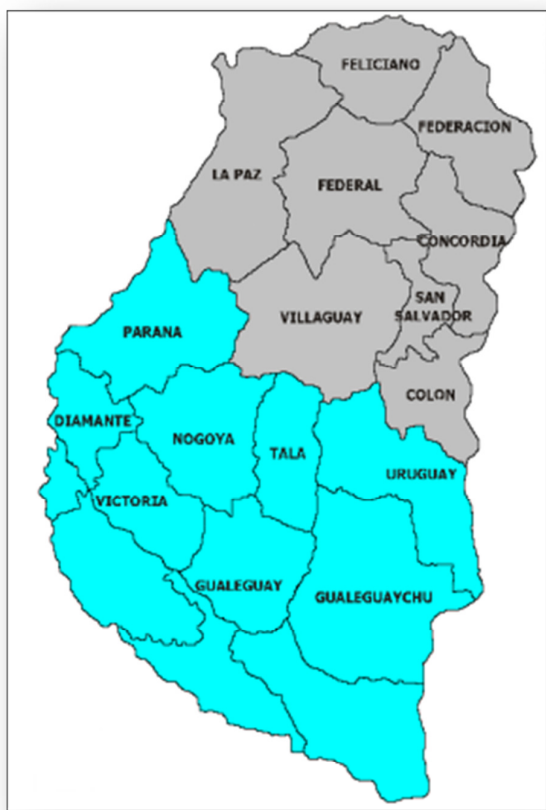 FELICIANO
FEDERACION
LA PAZ
FEDERAL
CONCORDIA
SAN
SALVADOR
VILLAGUAY
PARANA
COLON
DIAMANTE
NOGOYA
TALA
URUGUAY
VICTORIA
GUALEGUAY
GUALEGUAYCHU